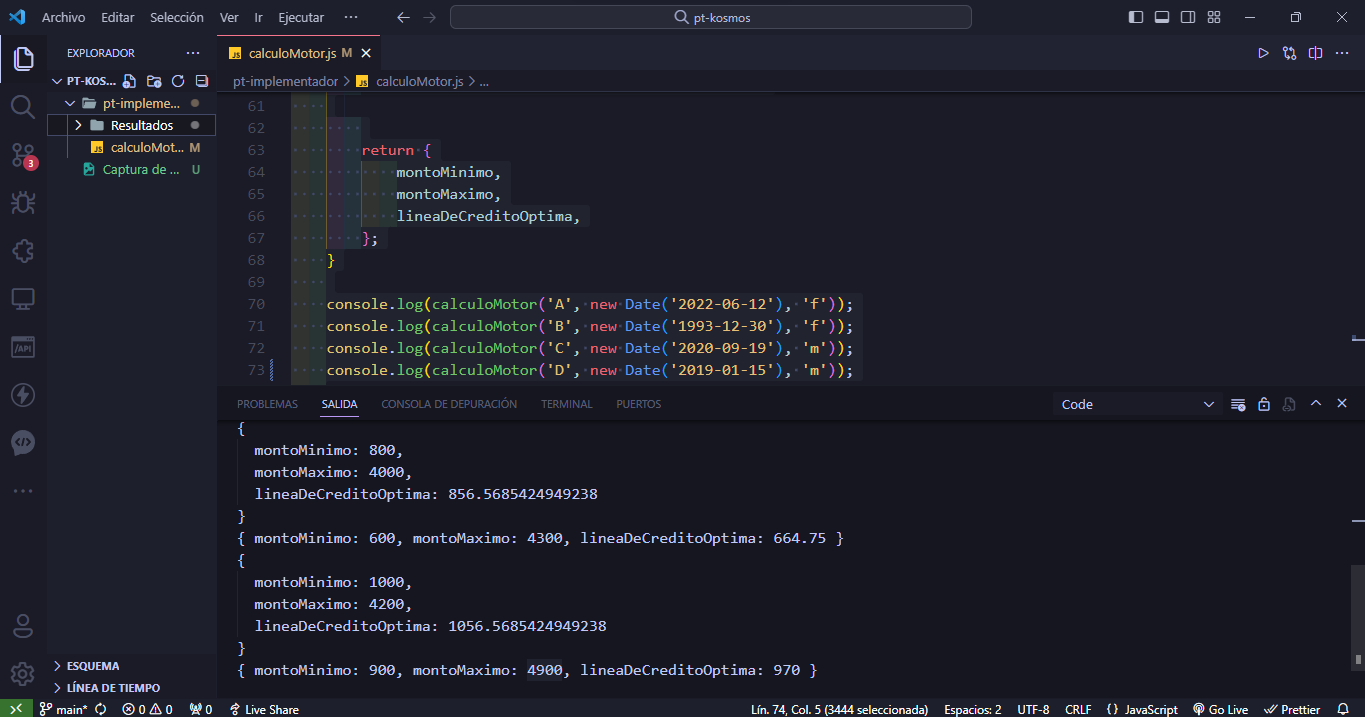 Archivo Editar Selección Ver Ir Ejecutar ··· pt-kosmos
EXPLORADOR ···
PT-KOS...
pt-impleme...
Resultados
JS calculoMot... M
Captura de ... U
3
/API
ESQUEMA
LÍNEA DE TIEMPO
JS calculoMotor.js M
pt-implementador > JS calculoMotor.js > ...
61
62
63 return {
64 montoMinimo,
65 montoMaximo,
66 lineaDeCreditoOptima,
67 };
68 }
69
70 console.log(calculoMotor('A', new Date('2022-06-12'), 'f'));
71 console.log(calculoMotor('B', new Date('1993-12-30'), 'f'));
72 console.log(calculoMotor('C', new Date('2020-09-19'), 'm'));
73 console.log(calculoMotor('D', new Date('2019-01-15'), 'm'));
PROBLEMAS SALIDA CONSOLA DE DEPURACIÓN TERMINAL PUERTOS Code
{
montoMinimo: 800,
montoMaximo: 4000,
lineaDeCreditoOptima: 856.5685424949238
}
{ montoMinimo: 600, montoMaximo: 4300, lineaDeCreditoOptima: 664.75 }
{
montoMinimo: 1000,
montoMaximo: 4200,
lineaDeCreditoOptima: 1056.5685424949238
}
{ montoMinimo: 900, montoMaximo: 4900, lineaDeCreditoOptima: 970 }
main* 0 0 0 Live Share Lín. 74, Col. 5 (3444 seleccionada) Espacios: 2 UTF-8 CRLF {} JavaScript Go Live Prettier